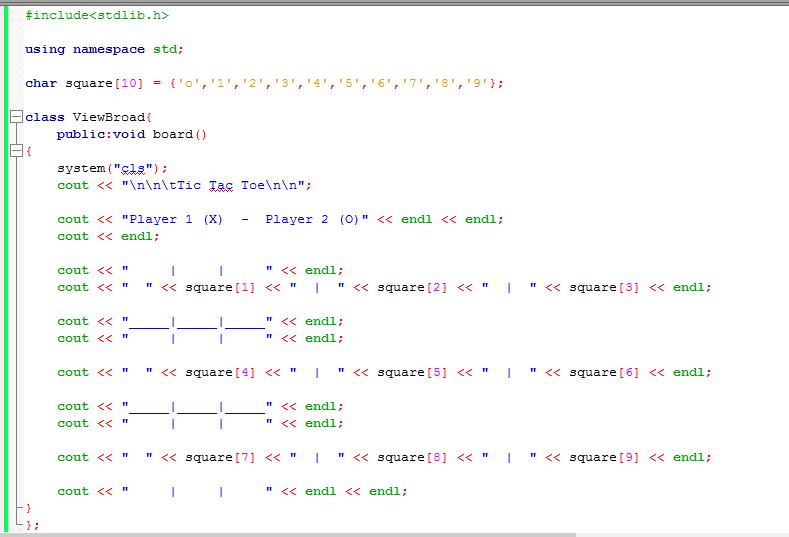 #include<stdlib.h>
using namespace std;
char square[10] = {'o','1','2','3','4','5','6','7','8','9'};
class ViewBroad{
public:void board()
{
system("cls");
cout << "\n\n\tTic Tac Toe\n\n";
cout << "Player 1 (X)  -  Player 2 (O)" << endl << endl;
cout << endl;
cout << "     |     |     " << endl;
cout << "  " << square[1] << "  |  " << square[2] << "  |  " << square[3] << endl;
cout << "_____|_____|_____" << endl;
cout << "     |     |     " << endl;
cout << "  " << square[4] << "  |  " << square[5] << "  |  " << square[6] << endl;
cout << "_____|_____|_____" << endl;
cout << "     |     |     " << endl;
cout << "  " << square[7] << "  |  " << square[8] << "  |  " << square[9] << endl;
cout << "     |     |     " << endl << endl;
}
};